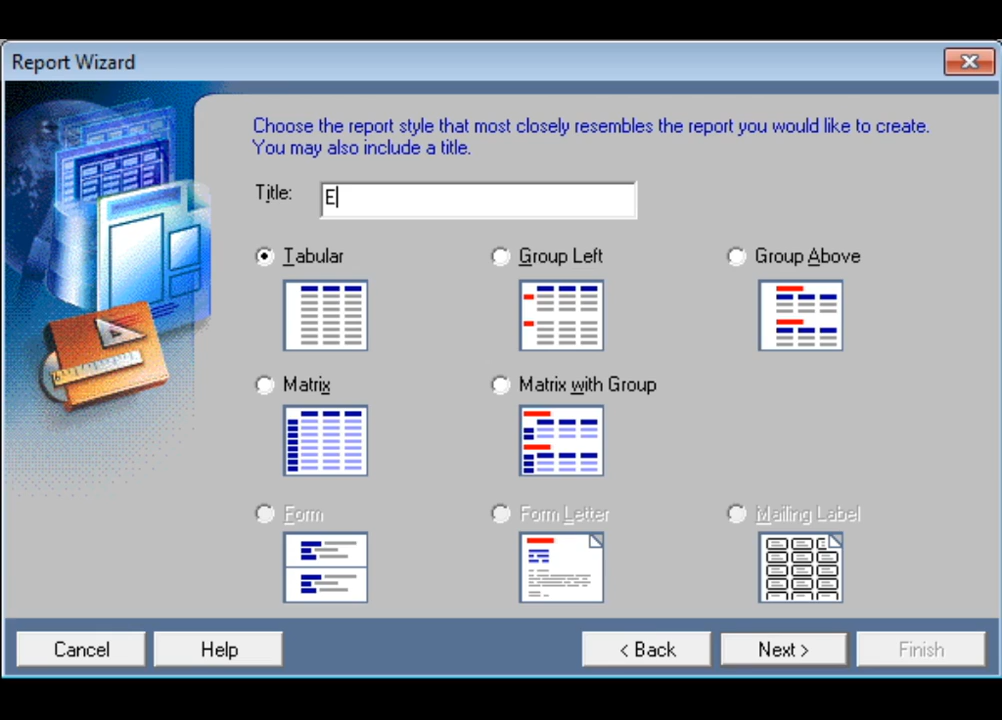 Report Wizard
Choose the report style that most closely resembles the report you would like to create.
You may also include a title.
Title: E
Tabular Group Left Group Above
Matrix Matrix with Group
Form Form Letter Mailing Label
Cancel Help < Back Next > Finish